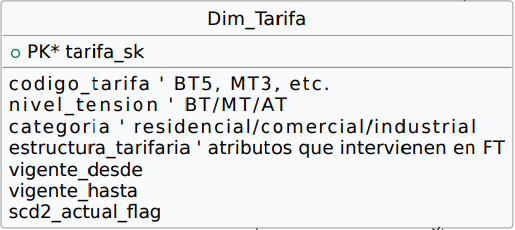 Dim_Tarifa
PK* tarifa_sk
codigo_tarifa ' BT5, MT3, etc.
nivel_tension ' BT/MT/AT
categoria ' residencial/comercial/industrial
estructura_tarifaria ' atributos que intervienen en FT
vigente_desde
vigente_hasta
scd2_actual_flag